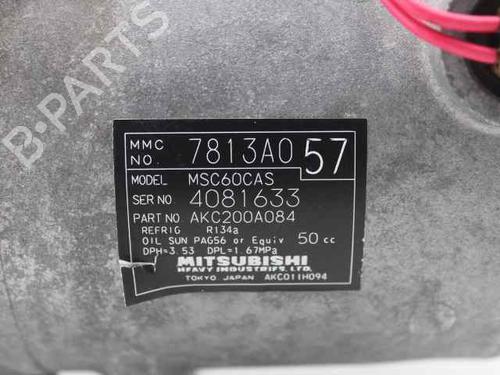 B-PARTS
MMC NO. 7813A0 57
MODEL MSC60CAS
SER NO 4081633
PART NO AKC200A084
REFRIG R134a
OIL SUN PAG56 or Equiv 50 cc
DPH=3.53 DPL=1.67MPa
MITSUBISHI
HEAVY INDUSTRIES, LTD.
TOKYO JAPAN AKC011H094